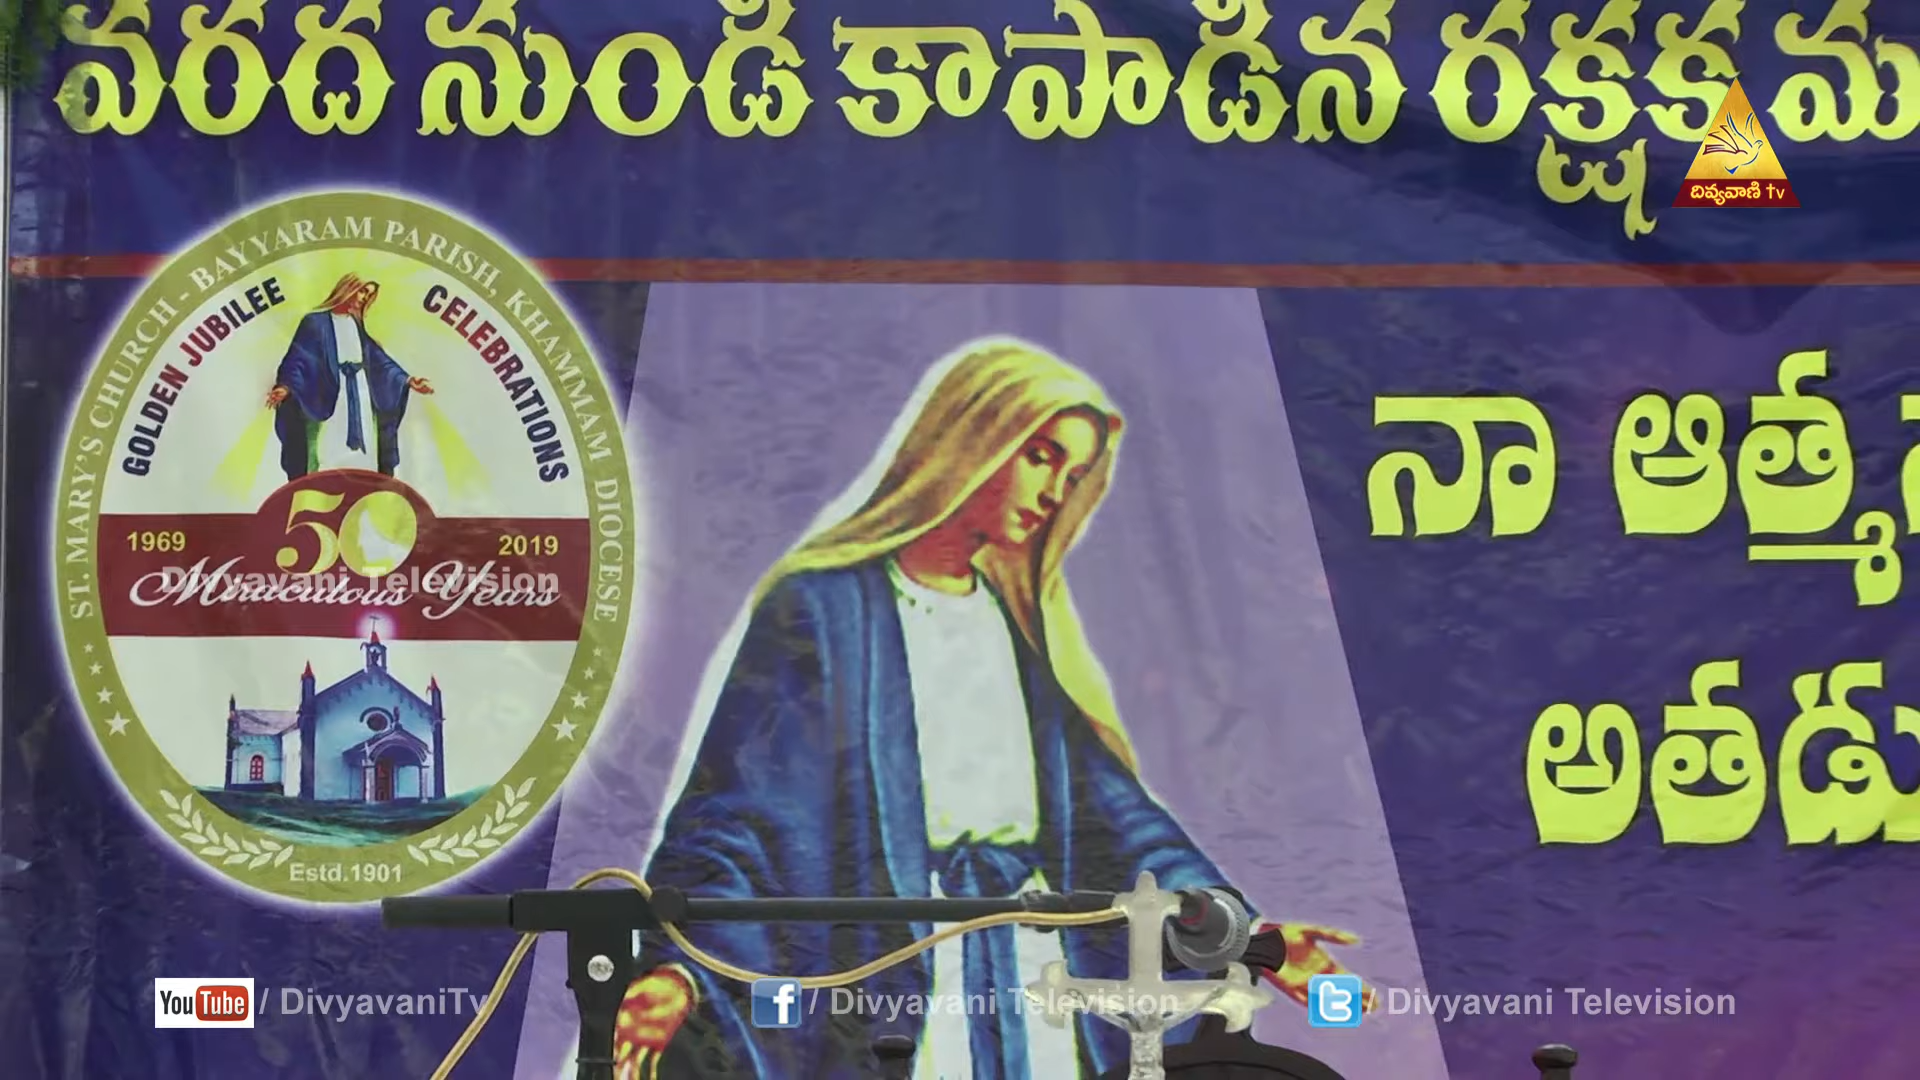 వరద నుండి కాపాడిన రక్షక
దివ్యవాణి tv
ST. MARY'S CHURCH - BAYYARAM PARISH, KHAMMAM DIOCESE
GOLDEN JUBILEE CELEBRATIONS
50
1969 2019
Miraculous Years
Divyavani Television
Estd.1901
నా ఆత్మ
అతడు
YouTube / DivyavaniTv
f / Divyavani Television
t / Divyavani Television